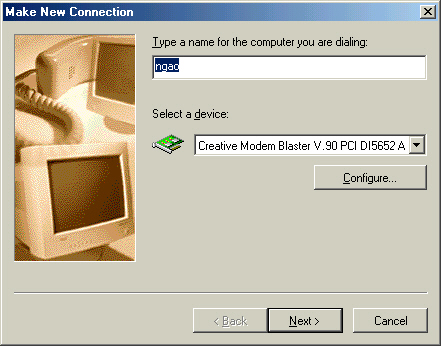 Make New Connection
Type a name for the computer you are dialing:
ngao
Select a device:
Creative Modem Blaster V.90 PCI DI5652 A
Configure...
< Back
Next >
Cancel